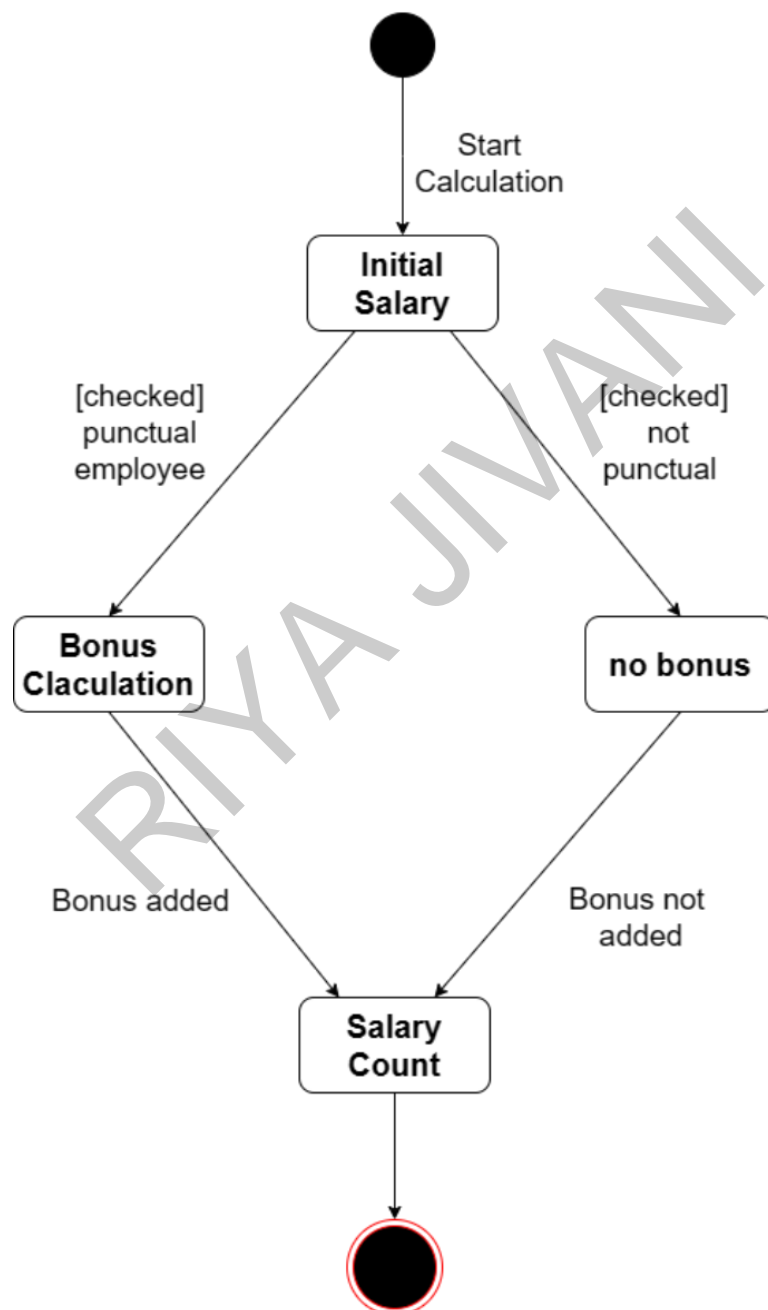 Start
Calculation
Initial
Salary
[checked]
punctual
employee
[checked]
not
punctual
RIYA JIVANI
Bonus
Claculation
no bonus
Bonus added
Bonus not
added
Salary
Count